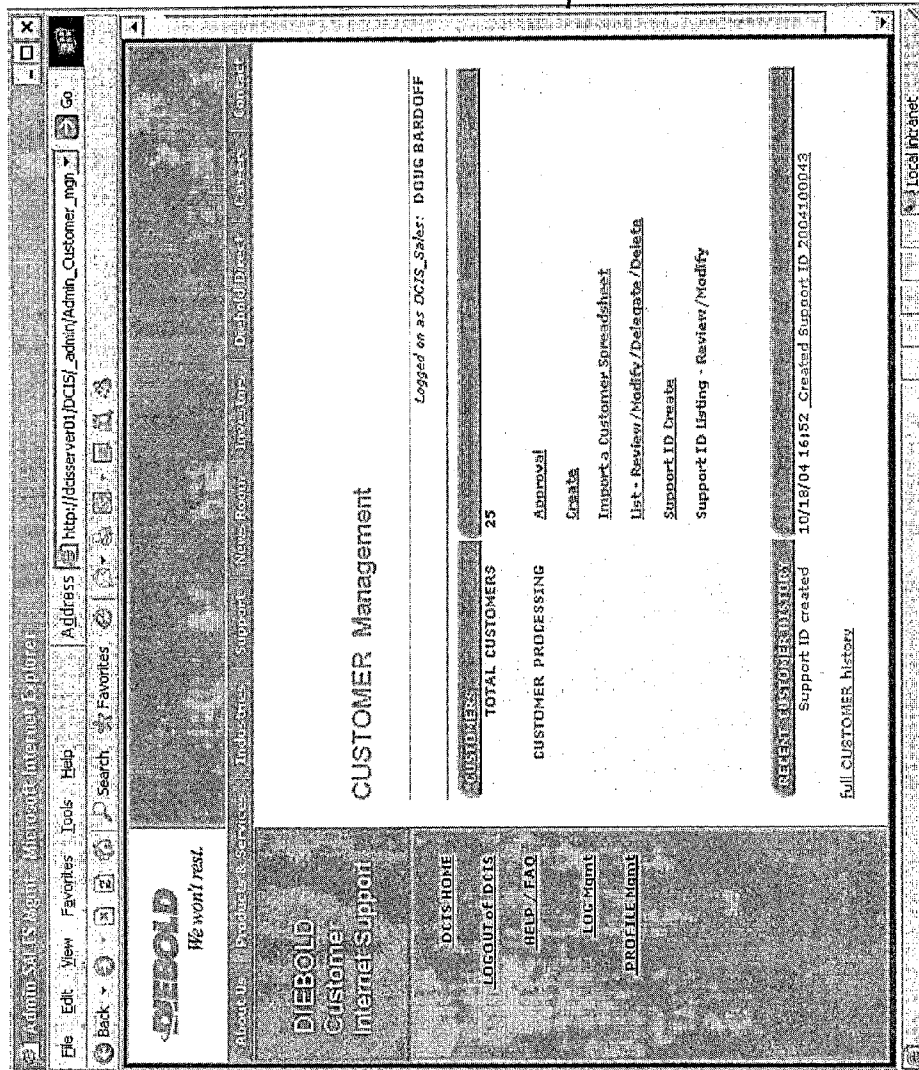 Admin SALES Mgmt - Microsoft Internet Explorer
File Edit View Favorites Tools Help
Address http://dcisserver01/DCIS/_admin/Admin_Customer_mgn Go
Back Search Favorites
DIEBOLD
We won't rest.
About Us Products & Services Industries Support News Room Investors Diebold Direct Careers Contact
DIEBOLD
Customer
Internet Support
DCIS HOME
LOGOUT of DCIS
HELP / FAQ
LOG Mgmt
PROFILE Mgmt
CUSTOMER Management
Logged on as DCIS_Sales: DOUG BARDOFF
CUSTOMERS
TOTAL CUSTOMERS 25
CUSTOMER PROCESSING Approval
Create
Import a Customer Spreadsheet
List - Review/Modify/Delegate/Delete
Support ID Create
Support ID Listing - Review/Modify
RECENT CUSTOMER HISTORY
Support ID created 10/18/04 16:52 Created Support ID 2004100043
full CUSTOMER history
Local intranet